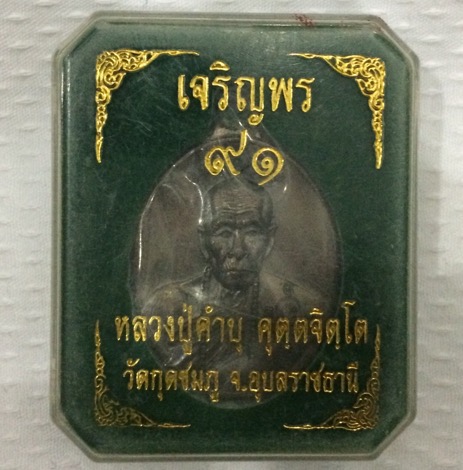 เจริญพร
๙๑
หลวงปู่คำบุ คุตฺตจิตฺโต
วัดกุดชมภู จ.อุบลราชธานี